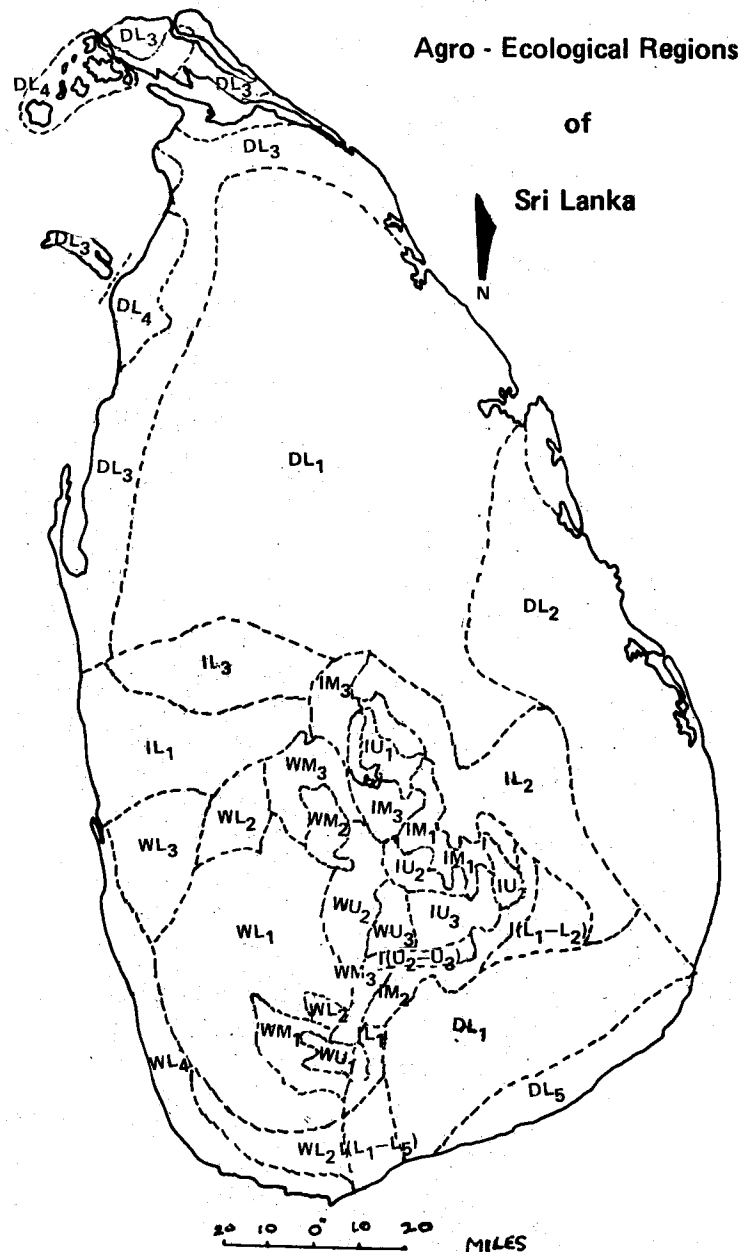 Agro - Ecological Regions
of
Sri Lanka
N
DL3
DL4
DL3
DL3
DL3
DL4
DL3
DL1
DL2
IL3
IM3
IU1
IL1
WM3
IL2
WL3
WL2
WM2
IM3
IM1
IU2
IM1
IU2
WL1
WU2
WU3
IU3
I(L1-L2)
I(U2-U3)
WM3
IM2
WL2
WM1
WU
IL1
DL1
WL4
DL5
WL2
I(L1-L5)
20 10 0 10 20
MILES